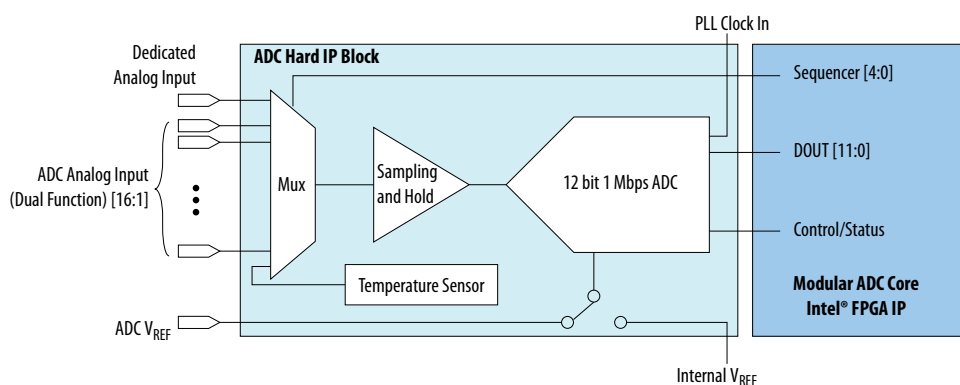 PLL Clock In
Dedicated
Analog Input
ADC Hard IP Block
Sequencer [4:0]
ADC Analog Input
(Dual Function) [16:1]
Mux
Sampling
and Hold
12 bit 1 Mbps ADC
DOUT [11:0]
Control/Status
Temperature Sensor
Modular ADC Core
Intel® FPGA IP
ADC VREF
Internal VREF